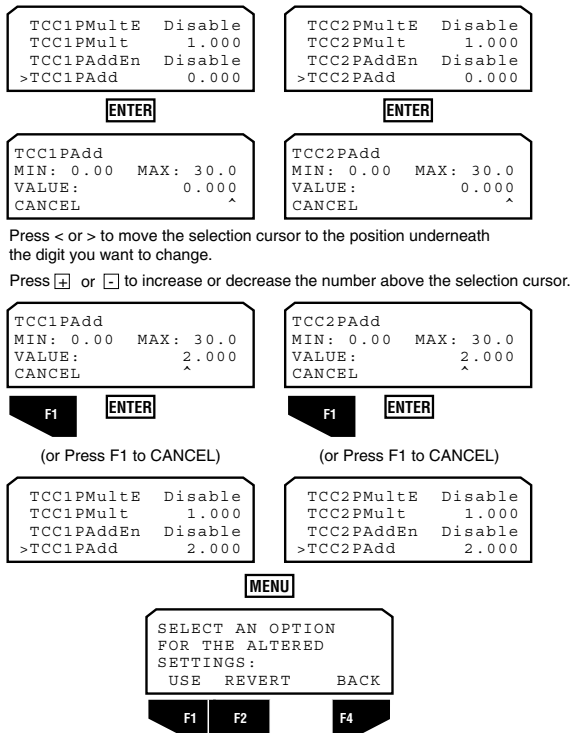 TCC1PMultE Disable
TCC1PMult 1.000
TCC1PAddEn Disable
>TCC1PAdd 0.000
TCC2PMultE Disable
TCC2PMult 1.000
TCC2PAddEn Disable
>TCC2PAdd 0.000
ENTER
ENTER
TCC1PAdd
MIN: 0.00 MAX: 30.0
VALUE: 0.000
CANCEL ^
TCC2PAdd
MIN: 0.00 MAX: 30.0
VALUE: 0.000
CANCEL ^
Press < or > to move the selection cursor to the position underneath
the digit you want to change.
Press + or - to increase or decrease the number above the selection cursor.
TCC1PAdd
MIN: 0.00 MAX: 30.0
VALUE: 2.000
CANCEL ^
TCC2PAdd
MIN: 0.00 MAX: 30.0
VALUE: 2.000
CANCEL ^
F1 ENTER
F1 ENTER
(or Press F1 to CANCEL)
(or Press F1 to CANCEL)
TCC1PMultE Disable
TCC1PMult 1.000
TCC1PAddEn Disable
>TCC1PAdd 2.000
TCC2PMultE Disable
TCC2PMult 1.000
TCC2PAddEn Disable
>TCC2PAdd 2.000
MENU
SELECT AN OPTION
FOR THE ALTERED
SETTINGS:
USE REVERT BACK
F1 F2 F4